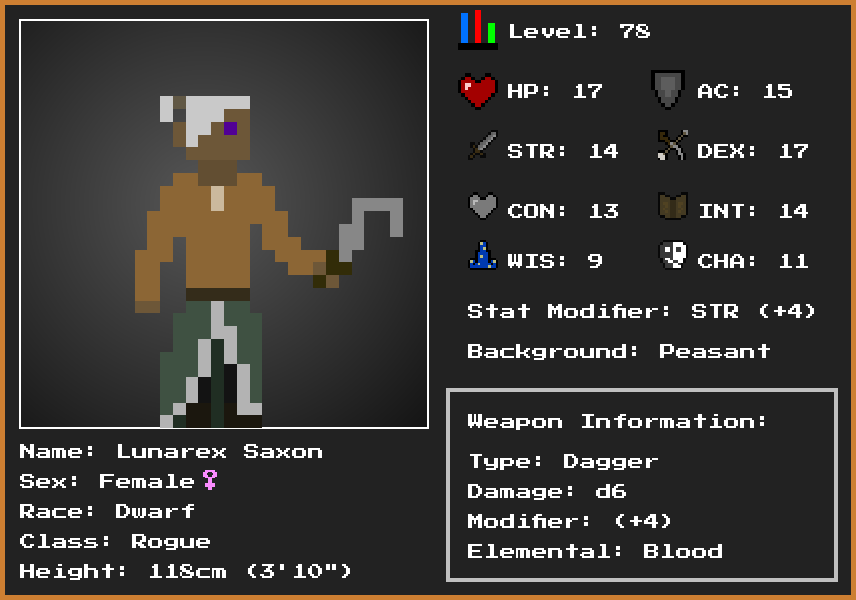 Level: 78
HP: 17
AC: 15
STR: 14
DEX: 17
CON: 13
INT: 14
WIS: 9
CHA: 11
Stat Modifier: STR (+4)
Background: Peasant
Weapon Information:
Type: Dagger
Damage: d6
Modifier: (+4)
Elemental: Blood
Name: Lunarex Saxon
Sex: Female♀
Race: Dwarf
Class: Rogue
Height: 118cm (3'10")